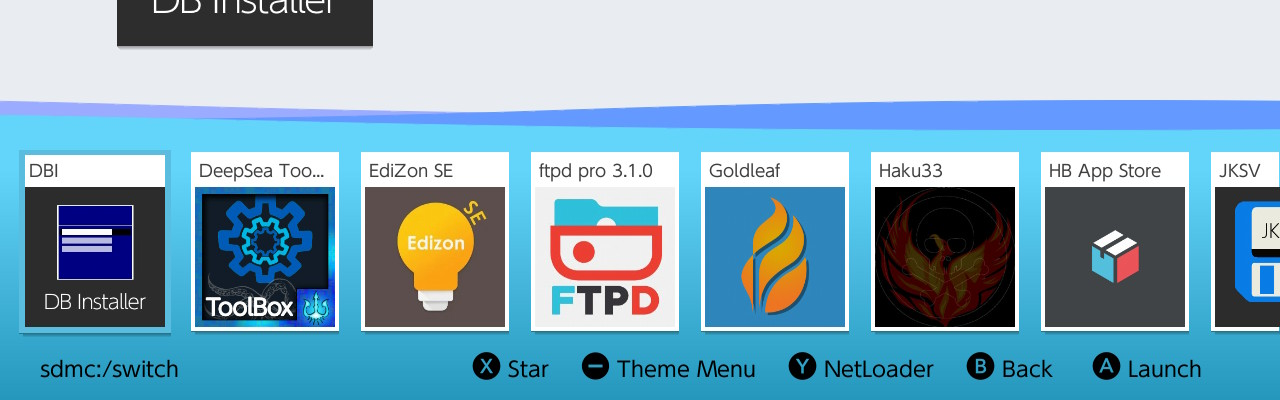 DB Installer
DBI
DeepSea Too...
EdiZon SE
ftpd pro 3.1.0
Goldleaf
Haku33
HB App Store
JKSV
DB Installer
ToolBox
Edizon
SE
FTPD
JK
sdmc:/switch
X Star
Theme Menu
Y NetLoader
B Back
A Launch